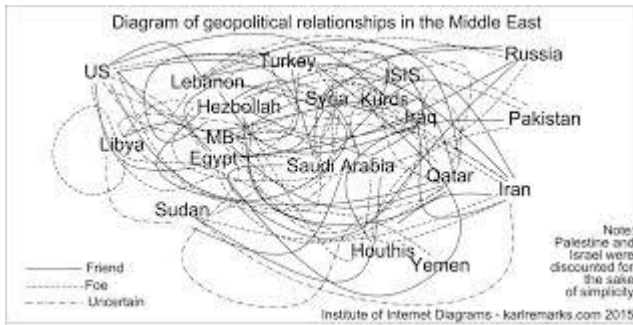 Diagram of geopolitical relationships in the Middle East
US
Turkey
Russia
Lebanon
ISIS
Hezbollah
Syria
Kurds
Iraq
Pakistan
Libya
MB
Egypt
Saudi Arabia
Qatar
Iran
Sudan
Houthis
Yemen
Note:
Palestine and
Israel were
discounted for
the sake
of simplicity
Friend
Foe
Uncertain
Institute of Internet Diagrams - karlremarks.com 2015